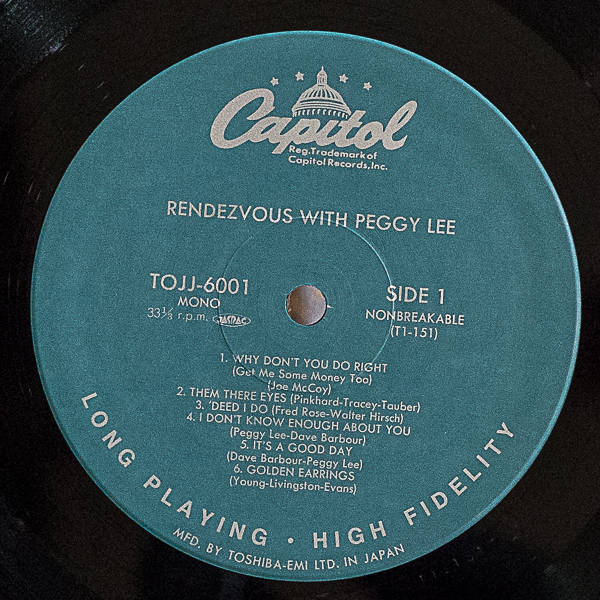 Capitol
Reg. Trademark of
Capitol Records, Inc.
RENDEZVOUS WITH PEGGY LEE
TOJJ-6001
MONO
33⅓ r.p.m. JASRAC
SIDE 1
NONBREAKABLE
(T1-151)
1. WHY DON'T YOU DO RIGHT
(Get Me Some Money Too)
(Joe McCoy)
2. THEM THERE EYES (Pinkhard-Tracey-Tauber)
3. 'DEED I DO (Fred Rose-Walter Hirsch)
4. I DON'T KNOW ENOUGH ABOUT YOU
(Peggy Lee-Dave Barbour)
5. IT'S A GOOD DAY
(Dave Barbour-Peggy Lee)
6. GOLDEN EARRINGS
(Young-Livingston-Evans)
LONG PLAYING • HIGH FIDELITY
MFD. BY TOSHIBA-EMI LTD. IN JAPAN